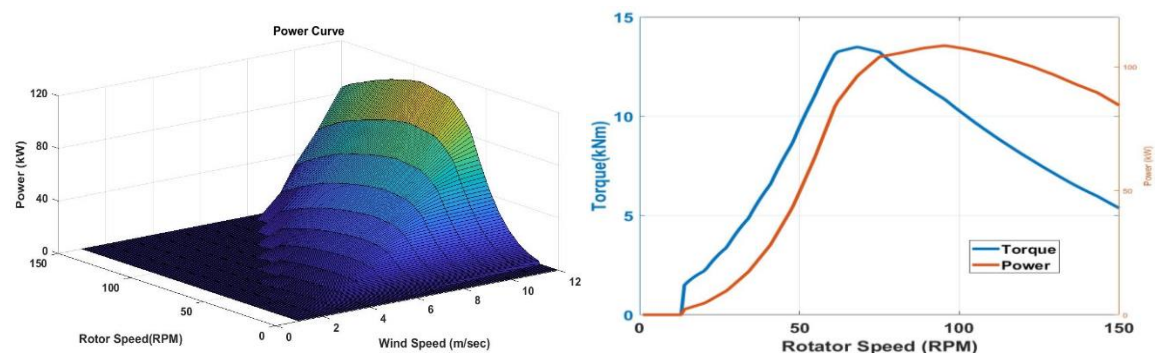 Power Curve
120
80
40
0
Power (kW)
150
100
50
0
Rotor Speed(RPM)
0
2
4
6
8
10
12
Wind Speed (m/sec)
15
10
5
0
Torque(kNm)
100
50
0
Power (kW)
Torque
Power
0
50
100
150
Rotator Speed (RPM)